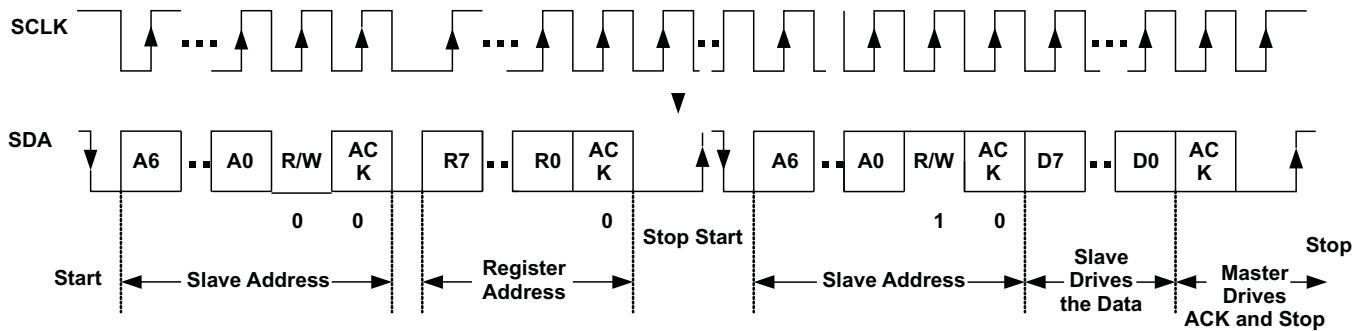 SCLK
SDA
A6
A0
R/W
AC
K
R7
R0
AC
K
A6
A0
R/W
AC
K
D7
D0
AC
K
0
0
0
1
0
Stop Start
Stop
Start
Slave Address
Register
Address
Slave Address
Slave
Drives
the Data
Master
Drives
ACK and Stop